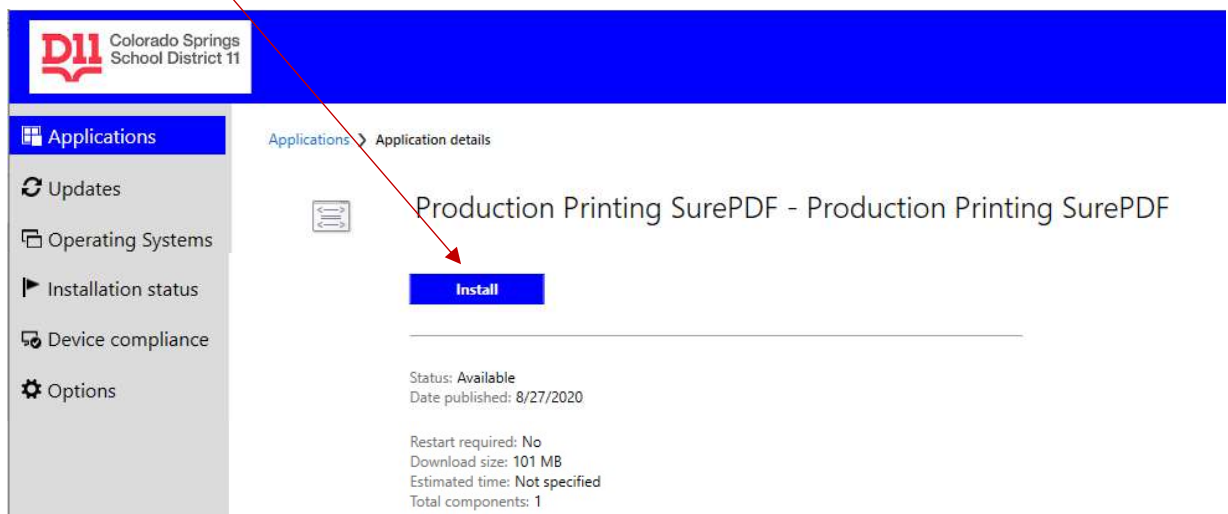 D11 Colorado Springs
School District 11
Applications
Updates
Operating Systems
Installation status
Device compliance
Options
Applications ❯ Application details
Production Printing SurePDF - Production Printing SurePDF
Install
Status: Available
Date published: 8/27/2020
Restart required: No
Download size: 101 MB
Estimated time: Not specified
Total components: 1